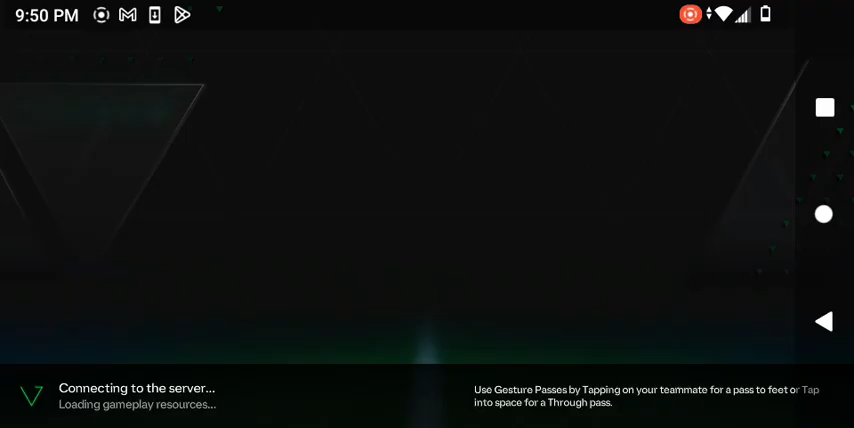 9:50 PM
Connecting to the server...
Loading gameplay resources...
Use Gesture Passes by Tapping on your teammate for a pass to feet or Tap
into space for a Through pass.